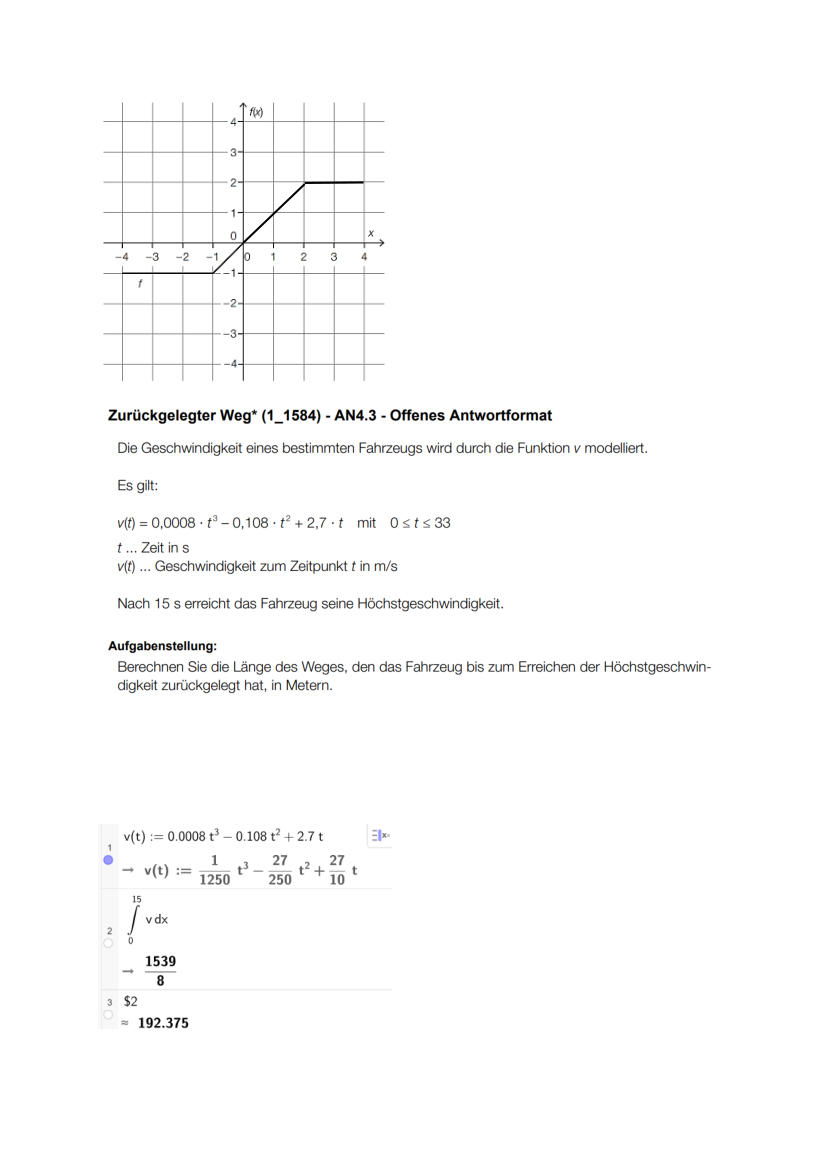 f(x)
4
3
2
1
0
x
−4 −3 −2 −1 0 1 2 3 4
−1
f
−2
−3
−4
Zurückgelegter Weg* (1_1584) - AN4.3 - Offenes Antwortformat
Die Geschwindigkeit eines bestimmten Fahrzeugs wird durch die Funktion v modelliert.
Es gilt:
v(t) = 0,0008 · t³ – 0,108 · t² + 2,7 · t mit 0 ≤ t ≤ 33
t ... Zeit in s
v(t) ... Geschwindigkeit zum Zeitpunkt t in m/s
Nach 15 s erreicht das Fahrzeug seine Höchstgeschwindigkeit.
Aufgabenstellung:
Berechnen Sie die Länge des Weges, den das Fahrzeug bis zum Erreichen der Höchstgeschwin-
digkeit zurückgelegt hat, in Metern.
v(t) := 0.0008 t³ − 0.108 t² + 2.7 t
1
→ v(t) := 1/1250 t³ − 27/250 t² + 27/10 t
15
2 ∫ v dx
0
→ 1539/8
3 $2
≈ 192.375